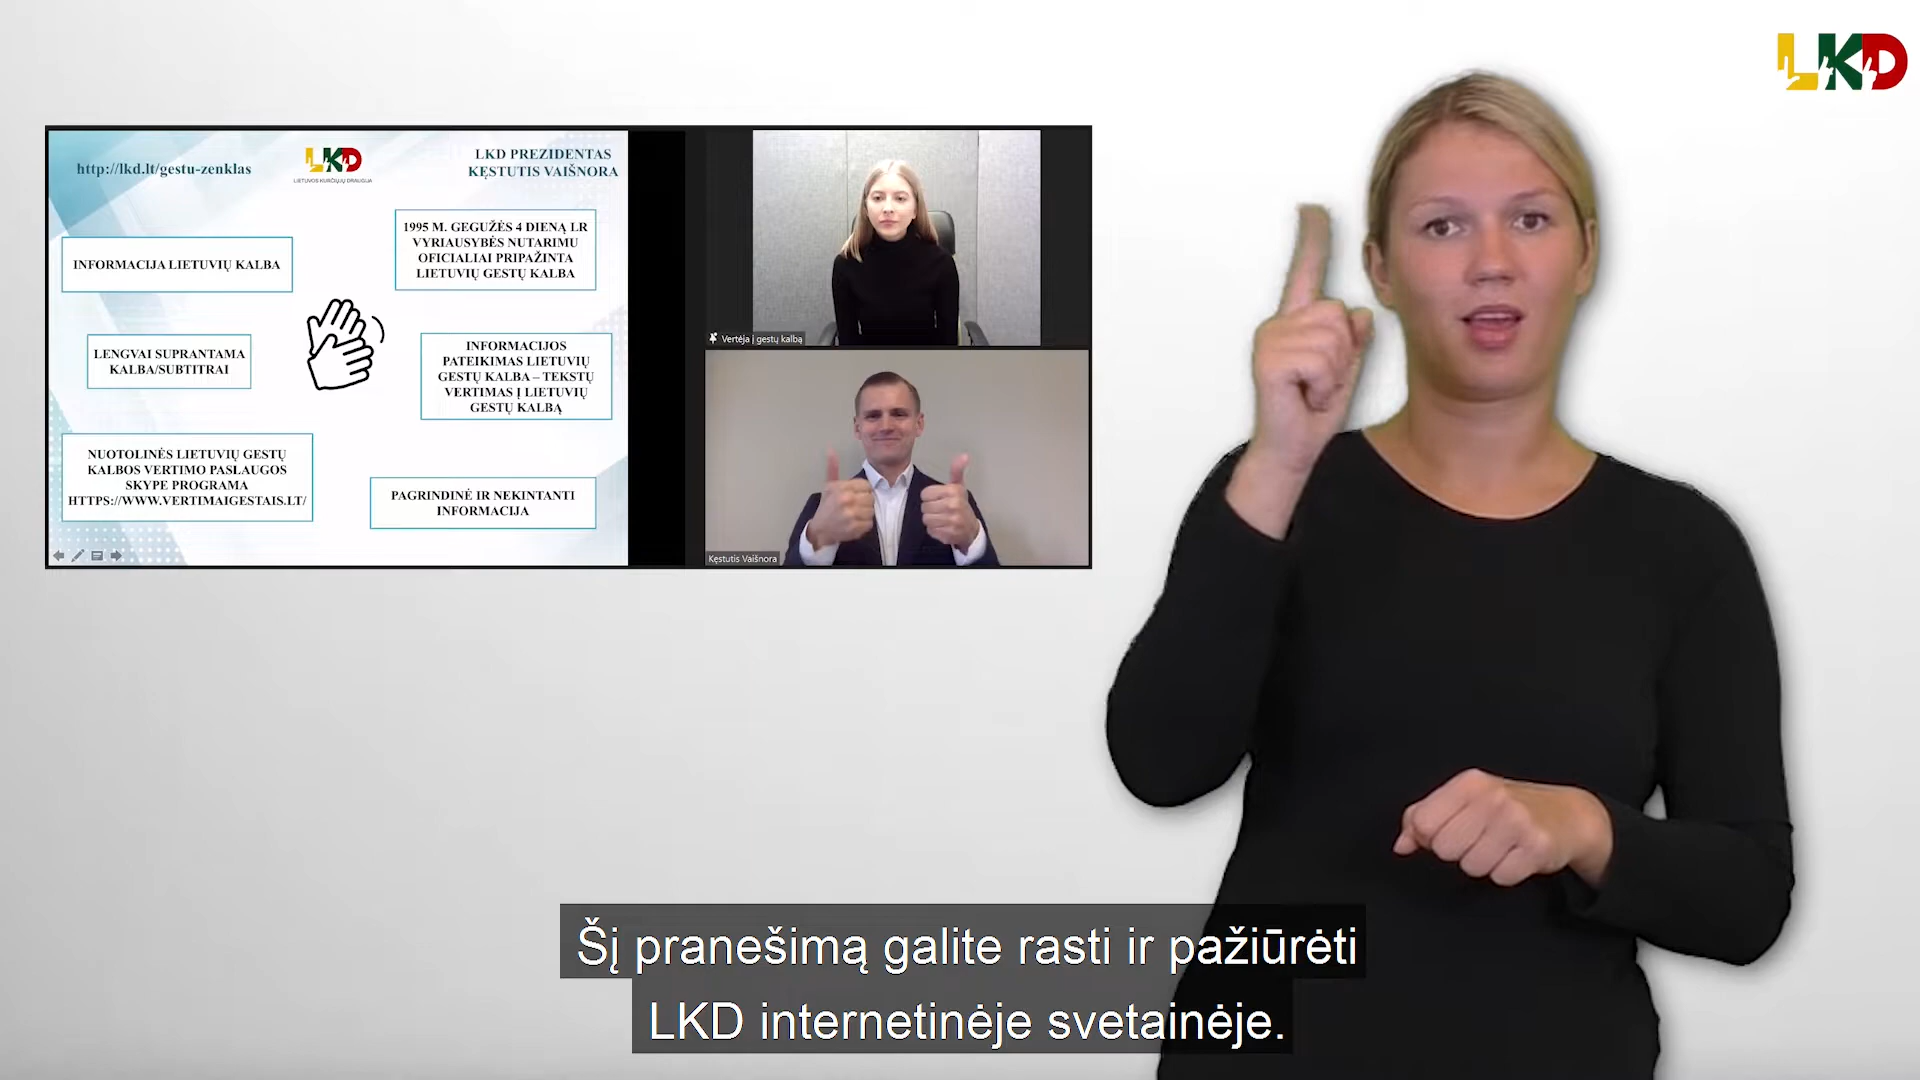 LKD
http://lkd.lt/gestu-zenklas
LKD
LIETUVOS KURČIŲJŲ DRAUGIJA
LKD PREZIDENTAS
KĘSTUTIS VAIŠNORA
INFORMACIJA LIETUVIŲ KALBA
1995 M. GEGUŽĖS 4 DIENĄ LR
VYRIAUSYBĖS NUTARIMU
OFICIALIAI PRIPAŽINTA
LIETUVIŲ GESTŲ KALBA
LENGVAI SUPRANTAMA
KALBA/SUBTITRAI
INFORMACIJOS
PATEIKIMAS LIETUVIŲ
GESTŲ KALBA – TEKSTŲ
VERTIMAS Į LIETUVIŲ
GESTŲ KALBĄ
NUOTOLINĖS LIETUVIŲ GESTŲ
KALBOS VERTIMO PASLAUGOS
SKYPE PROGRAMA
HTTPS://WWW.VERTIMAIGESTAIS.LT/
PAGRINDINĖ IR NEKINTANTI
INFORMACIJA
Vertėja į gestų kalbą
Kęstutis Vaišnora
Šį pranešimą galite rasti ir pažiūrėti
LKD internetinėje svetainėje.